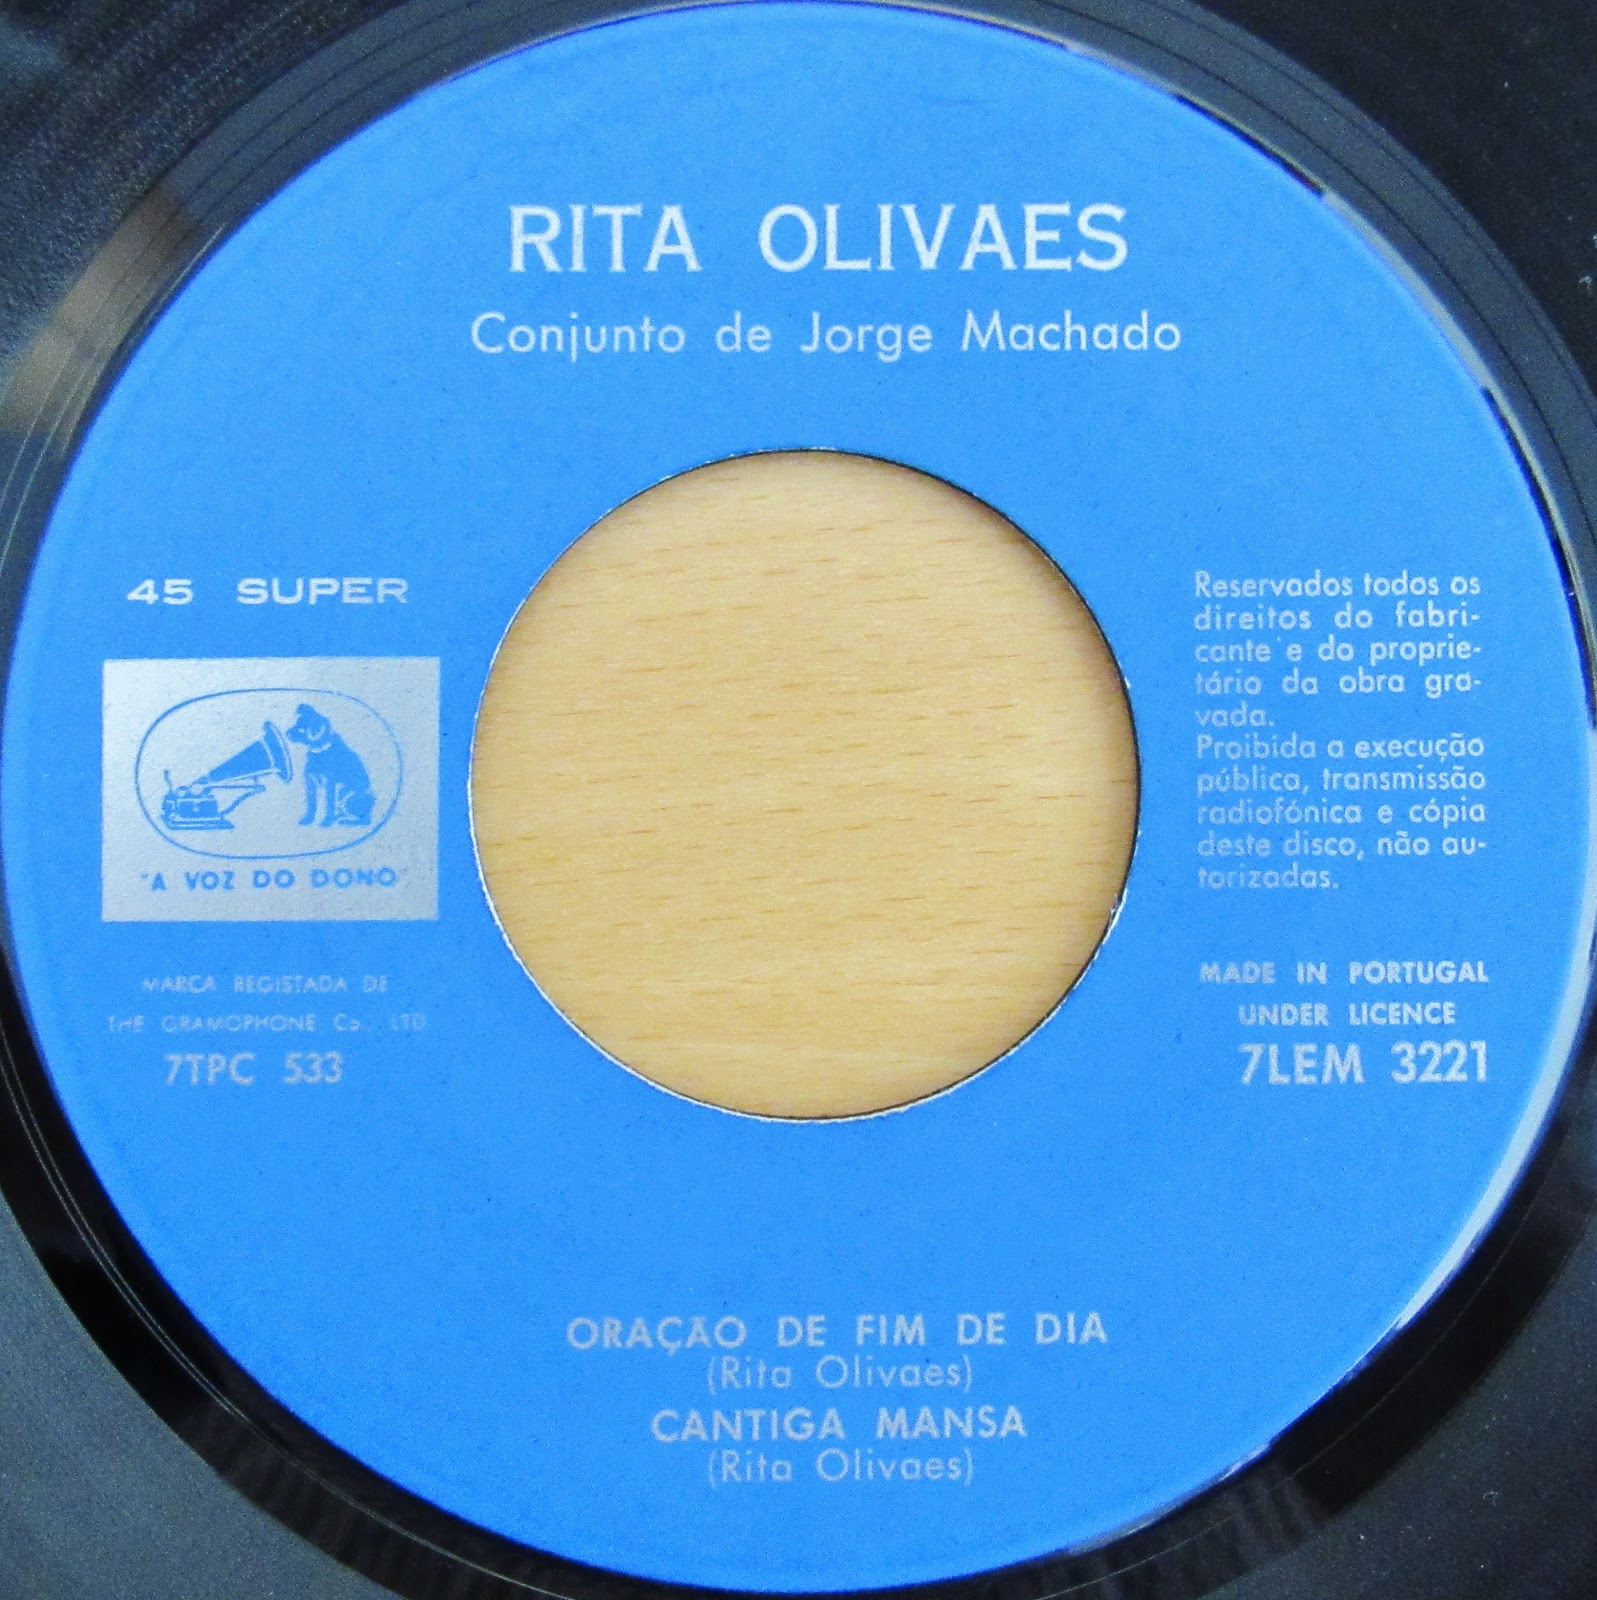 RITA OLIVAES
Conjunto de Jorge Machado
45 SUPER
"A VOZ DO DONO"
MARCA REGISTADA DE
THE GRAMOPHONE Co., LTD
7TPC 533
Reservados todos os
direitos do fabri-
cante e do proprie-
tário da obra gra-
vada.
Proibida a execução
pública, transmissão
radiofónica e cópia
deste disco, não au-
torizadas.
MADE IN PORTUGAL
UNDER LICENCE
7LEM 3221
ORAÇÃO DE FIM DE DIA
(Rita Olivaes)
CANTIGA MANSA
(Rita Olivaes)